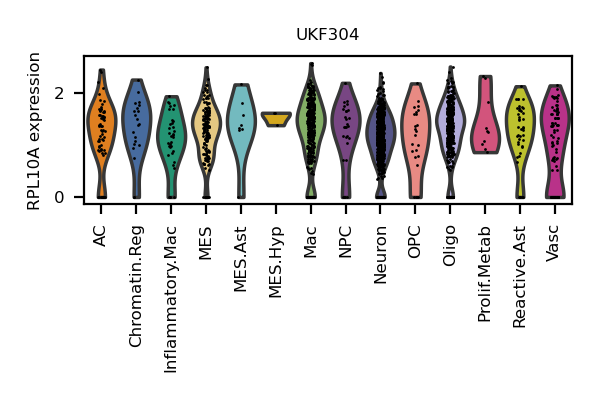 UKF304
RPL10A expression
2
0
AC
Chromatin.Reg
Inflammatory.Mac
MES
MES.Ast
MES.Hyp
Mac
NPC
Neuron
OPC
Oligo
Prolif.Metab
Reactive.Ast
Vasc